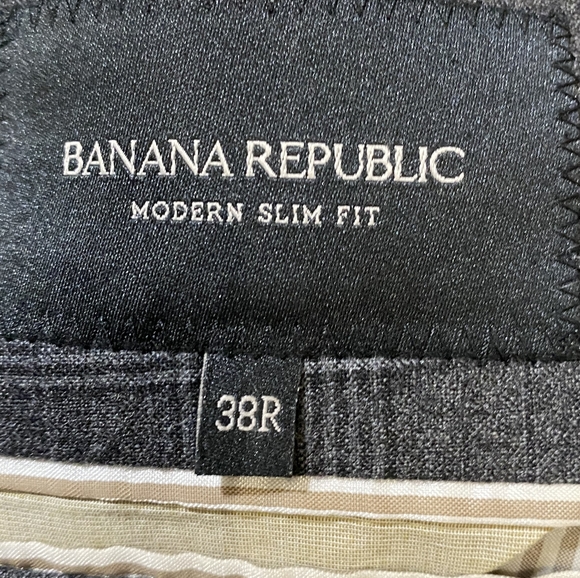 BANANA REPUBLIC
MODERN SLIM FIT
38R